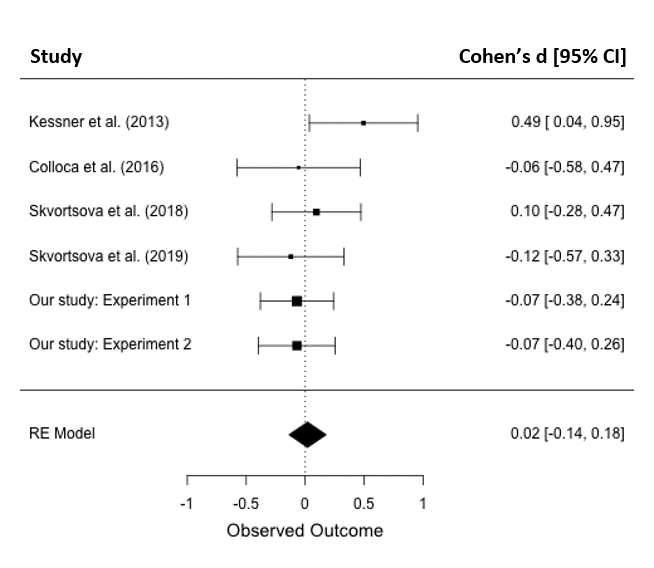 Study Cohen's d [95% CI]
Kessner et al. (2013) 0.49 [ 0.04, 0.95]
Colloca et al. (2016) -0.06 [-0.58, 0.47]
Skvortsova et al. (2018) 0.10 [-0.28, 0.47]
Skvortsova et al. (2019) -0.12 [-0.57, 0.33]
Our study: Experiment 1 -0.07 [-0.38, 0.24]
Our study: Experiment 2 -0.07 [-0.40, 0.26]
RE Model 0.02 [-0.14, 0.18]
-1 -0.5 0 0.5 1
Observed Outcome